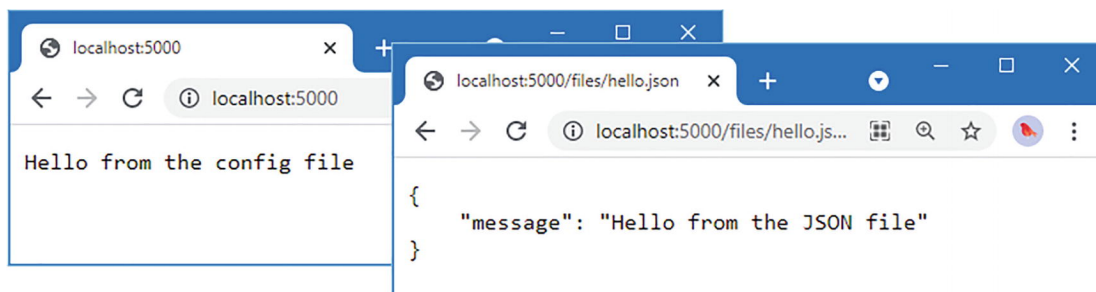 localhost:5000
localhost:5000
Hello from the config file
localhost:5000/files/hello.json
localhost:5000/files/hello.js...
{
"message": "Hello from the JSON file"
}